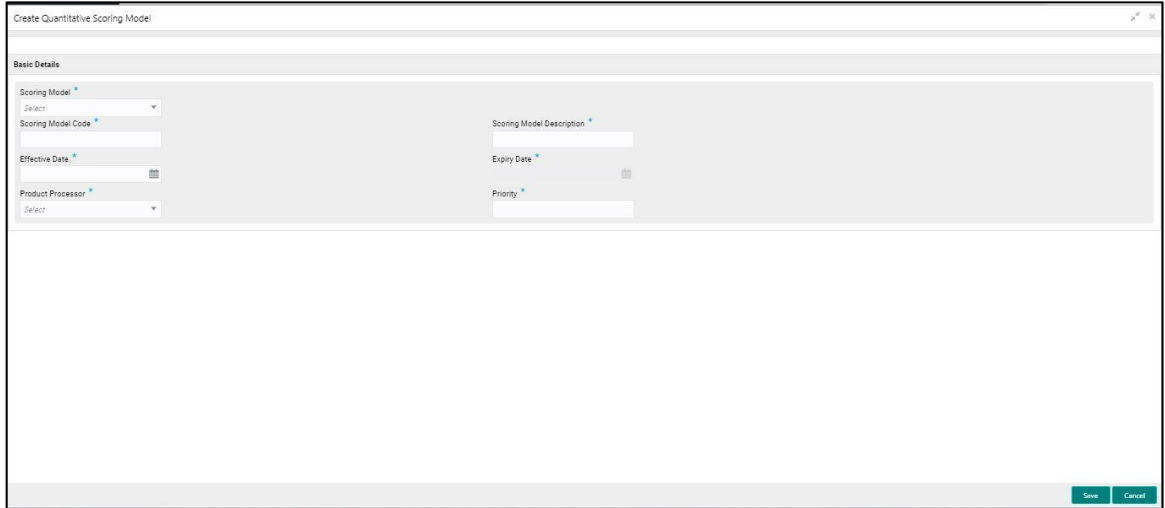 Create Quantitative Scoring Model
Basic Details
Scoring Model *
Select
Scoring Model Code *
Scoring Model Description *
Effective Date *
Expiry Date *
Product Processor *
Priority *
Select
Save
Cancel